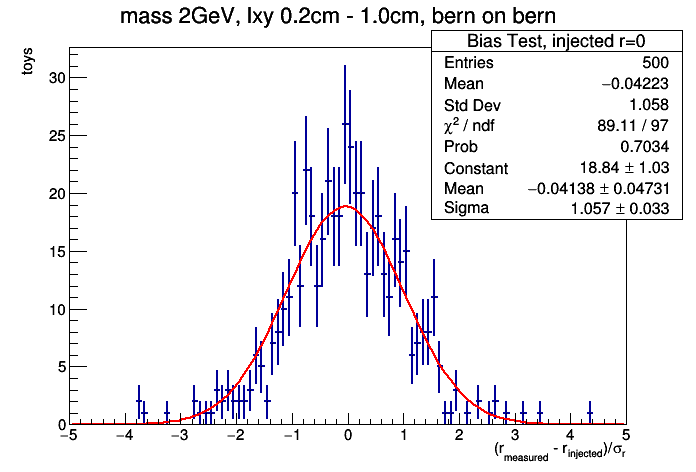 mass 2GeV, lxy 0.2cm - 1.0cm, bern on bern
Bias Test, injected r=0
Entries 500
Mean −0.04223
Std Dev 1.058
χ² / ndf 89.11 / 97
Prob 0.7034
Constant 18.84 ± 1.03
Mean −0.04138 ± 0.04731
Sigma 1.057 ± 0.033
toys
30
25
20
15
10
5
0
−5 −4 −3 −2 −1 0 1 2 3 4 5
(r_measured - r_injected)/σ_r